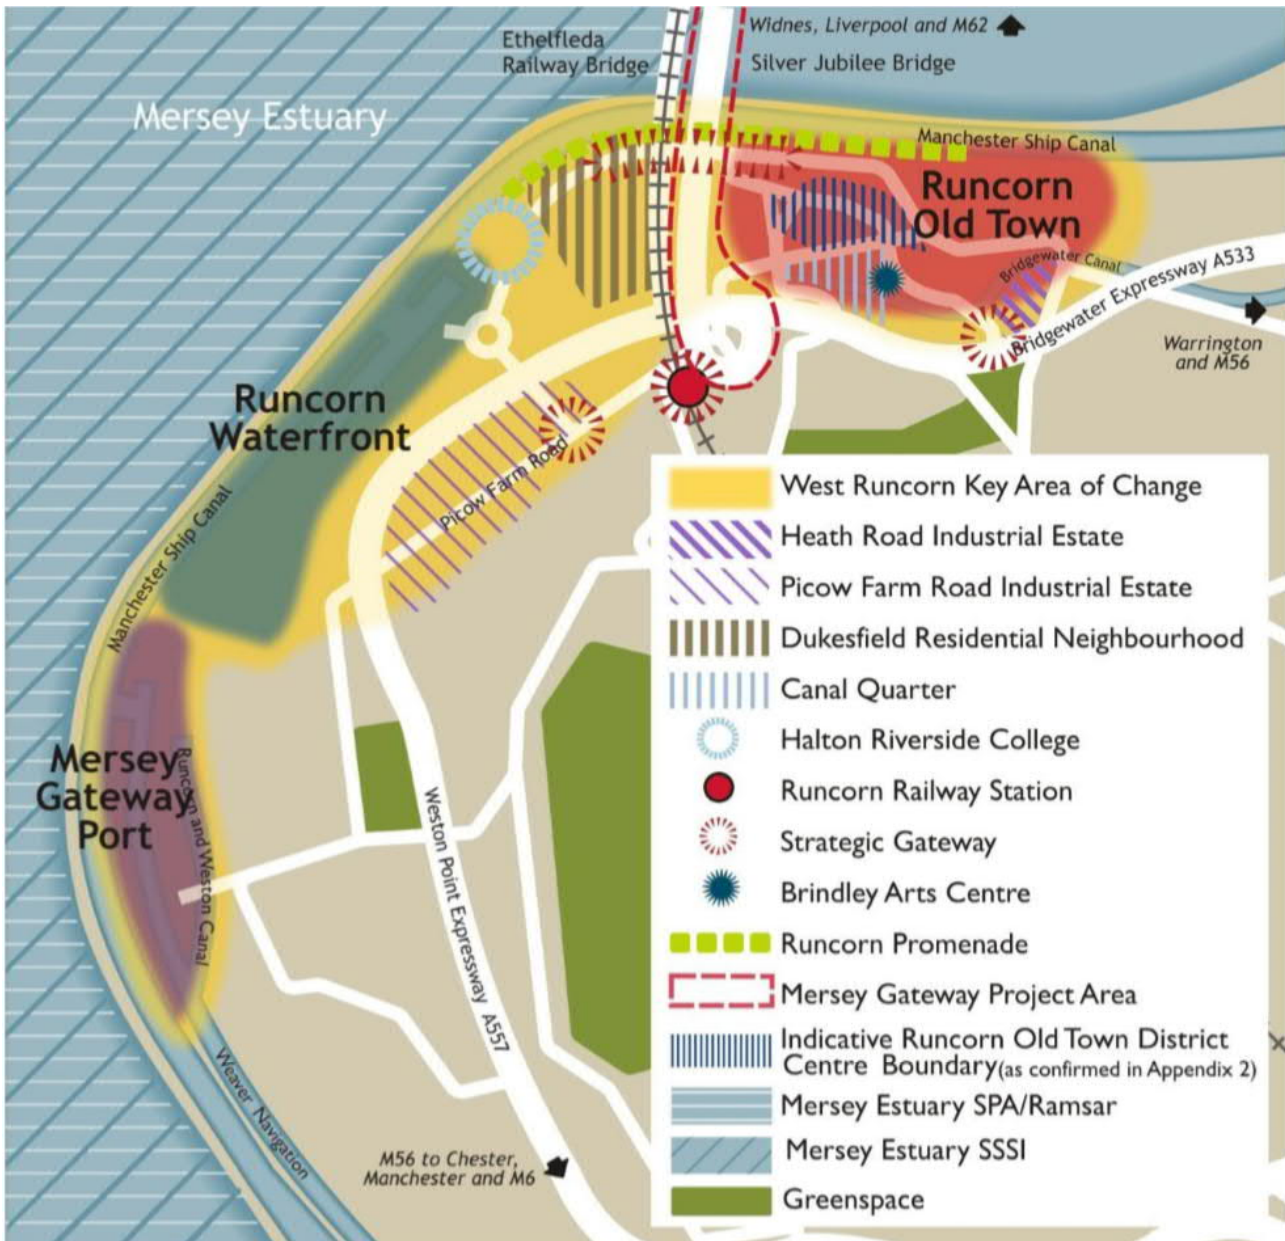 Ethelfleda
Railway Bridge
Widnes, Liverpool and M62
Silver Jubilee Bridge
Mersey Estuary
Manchester Ship Canal
Runcorn
Old Town
Bridgewater Canal
Bridgewater Expressway A533
Warrington
and M56
Runcorn
Waterfront
Picow Farm Road
Manchester Ship Canal
Mersey
Gateway
Port
Runcorn and Weston Canal
Weston Point Expressway A557
Weaver Navigation
M56 to Chester,
Manchester and M6
West Runcorn Key Area of Change
Heath Road Industrial Estate
Picow Farm Road Industrial Estate
Dukesfield Residential Neighbourhood
Canal Quarter
Halton Riverside College
Runcorn Railway Station
Strategic Gateway
Brindley Arts Centre
Runcorn Promenade
Mersey Gateway Project Area
Indicative Runcorn Old Town District
Centre Boundary(as confirmed in Appendix 2)
Mersey Estuary SPA/Ramsar
Mersey Estuary SSSI
Greenspace